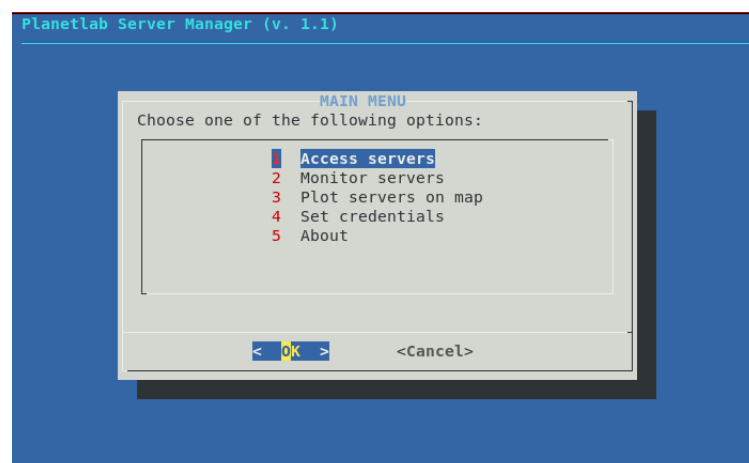 Planetlab Server Manager (v. 1.1)
MAIN MENU
Choose one of the following options:
1 Access servers
2 Monitor servers
3 Plot servers on map
4 Set credentials
5 About
< OK > <Cancel>